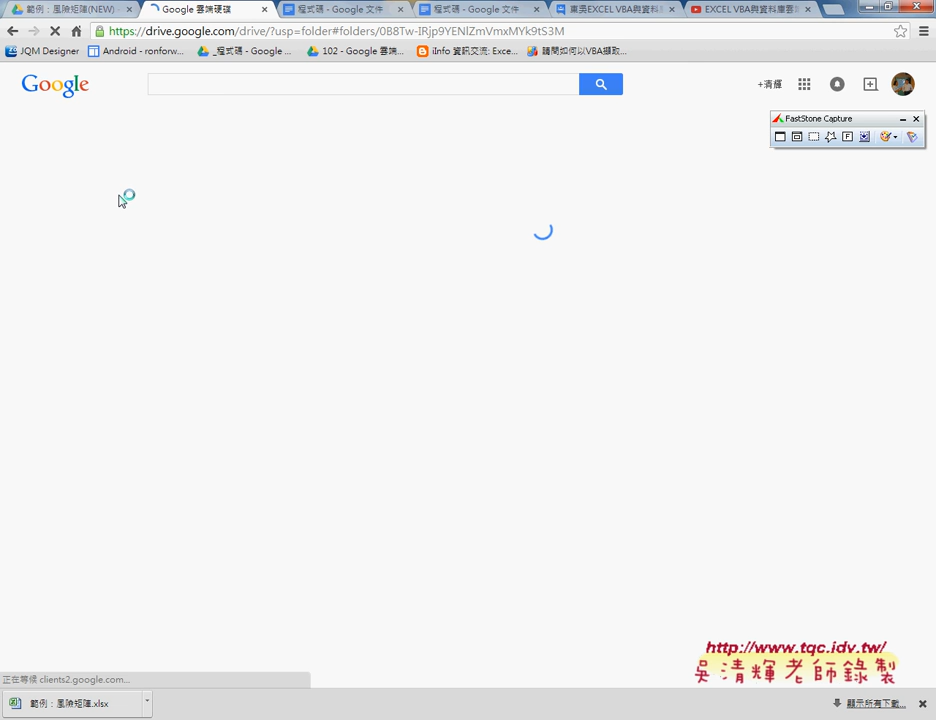 範例：風險矩陣(NEW)
Google 雲端硬碟
程式碼 - Google 文件
程式碼 - Google 文件
東吳EXCEL VBA與資料
EXCEL VBA與資料庫雲
https://drive.google.com/drive/?usp=folder#folders/0B8Tw-IRjp9YENlZmVmxMYk9tS3M
JQM Designer
Android - ronforw...
_程式碼 - Google ...
102 - Google 雲端...
iInfo 資訊交流: Exce...
請問如何以VBA擷取...
Google
+清輝
FastStone Capture
http://www.tqc.idv.tw/
吳清輝老師錄製
正在等候 clients2.google.com...
範例：風險矩陣.xlsx
顯示所有下載...